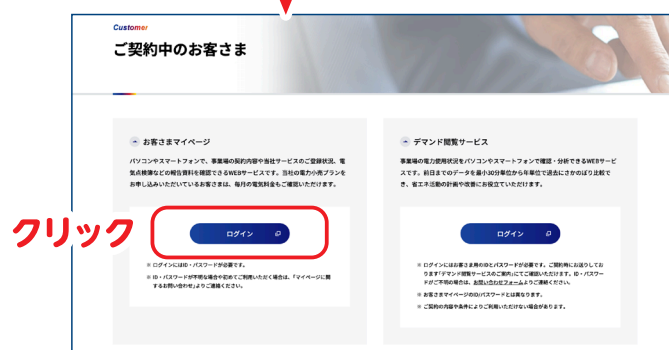 Customer
ご契約中のお客さま
お客さまマイページ
パソコンやスマートフォンで、事業場の契約内容や当社サービスのご登録状況、電
気点検簿などの報告資料を確認できるWEBサービスです。当社の電力小売プランを
お申し込みいただいているお客さまは、毎月の電気料金もご確認いただけます。
クリック
ログイン
※ ログインにはID・パスワードが必要です。
※ ID・パスワードが不明な場合や初めてご利用いただく場合は、「マイページに関
するお問い合わせ」よりご連絡ください。
デマンド閲覧サービス
事業場の電力使用状況をパソコンやスマートフォンで確認・分析できるWEBサービ
スです。前日までのデータを最小30分単位から年単位で過去にさかのぼり比較で
き、省エネ活動の計画や改善にお役立ていただけます。
ログイン
※ ログインにはお客さま用のIDとパスワードが必要です。ご契約時にお送りしてお
ります「デマンド閲覧サービスのご案内」にてご確認いただけます。ID・パスワー
ドがご不明の場合は、お問い合わせフォームよりご連絡ください。
※ お客さまマイページのID/パスワードとは異なります。
※ ご契約の内容や条件によりご利用いただけない場合があります。